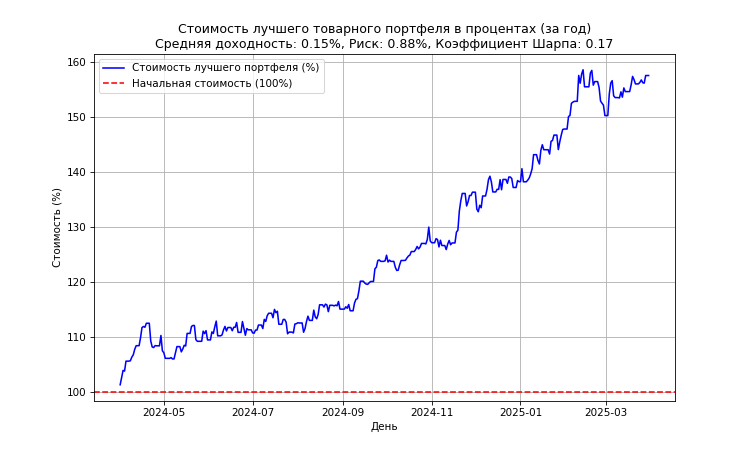 Стоимость лучшего товарного портфеля в процентах (за год)
Средняя доходность: 0.15%, Риск: 0.88%, Коэффициент Шарпа: 0.17
Стоимость лучшего портфеля (%)
Начальная стоимость (100%)
Стоимость (%)
160
150
140
130
120
110
100
2024-05
2024-07
2024-09
2024-11
2025-01
2025-03
День